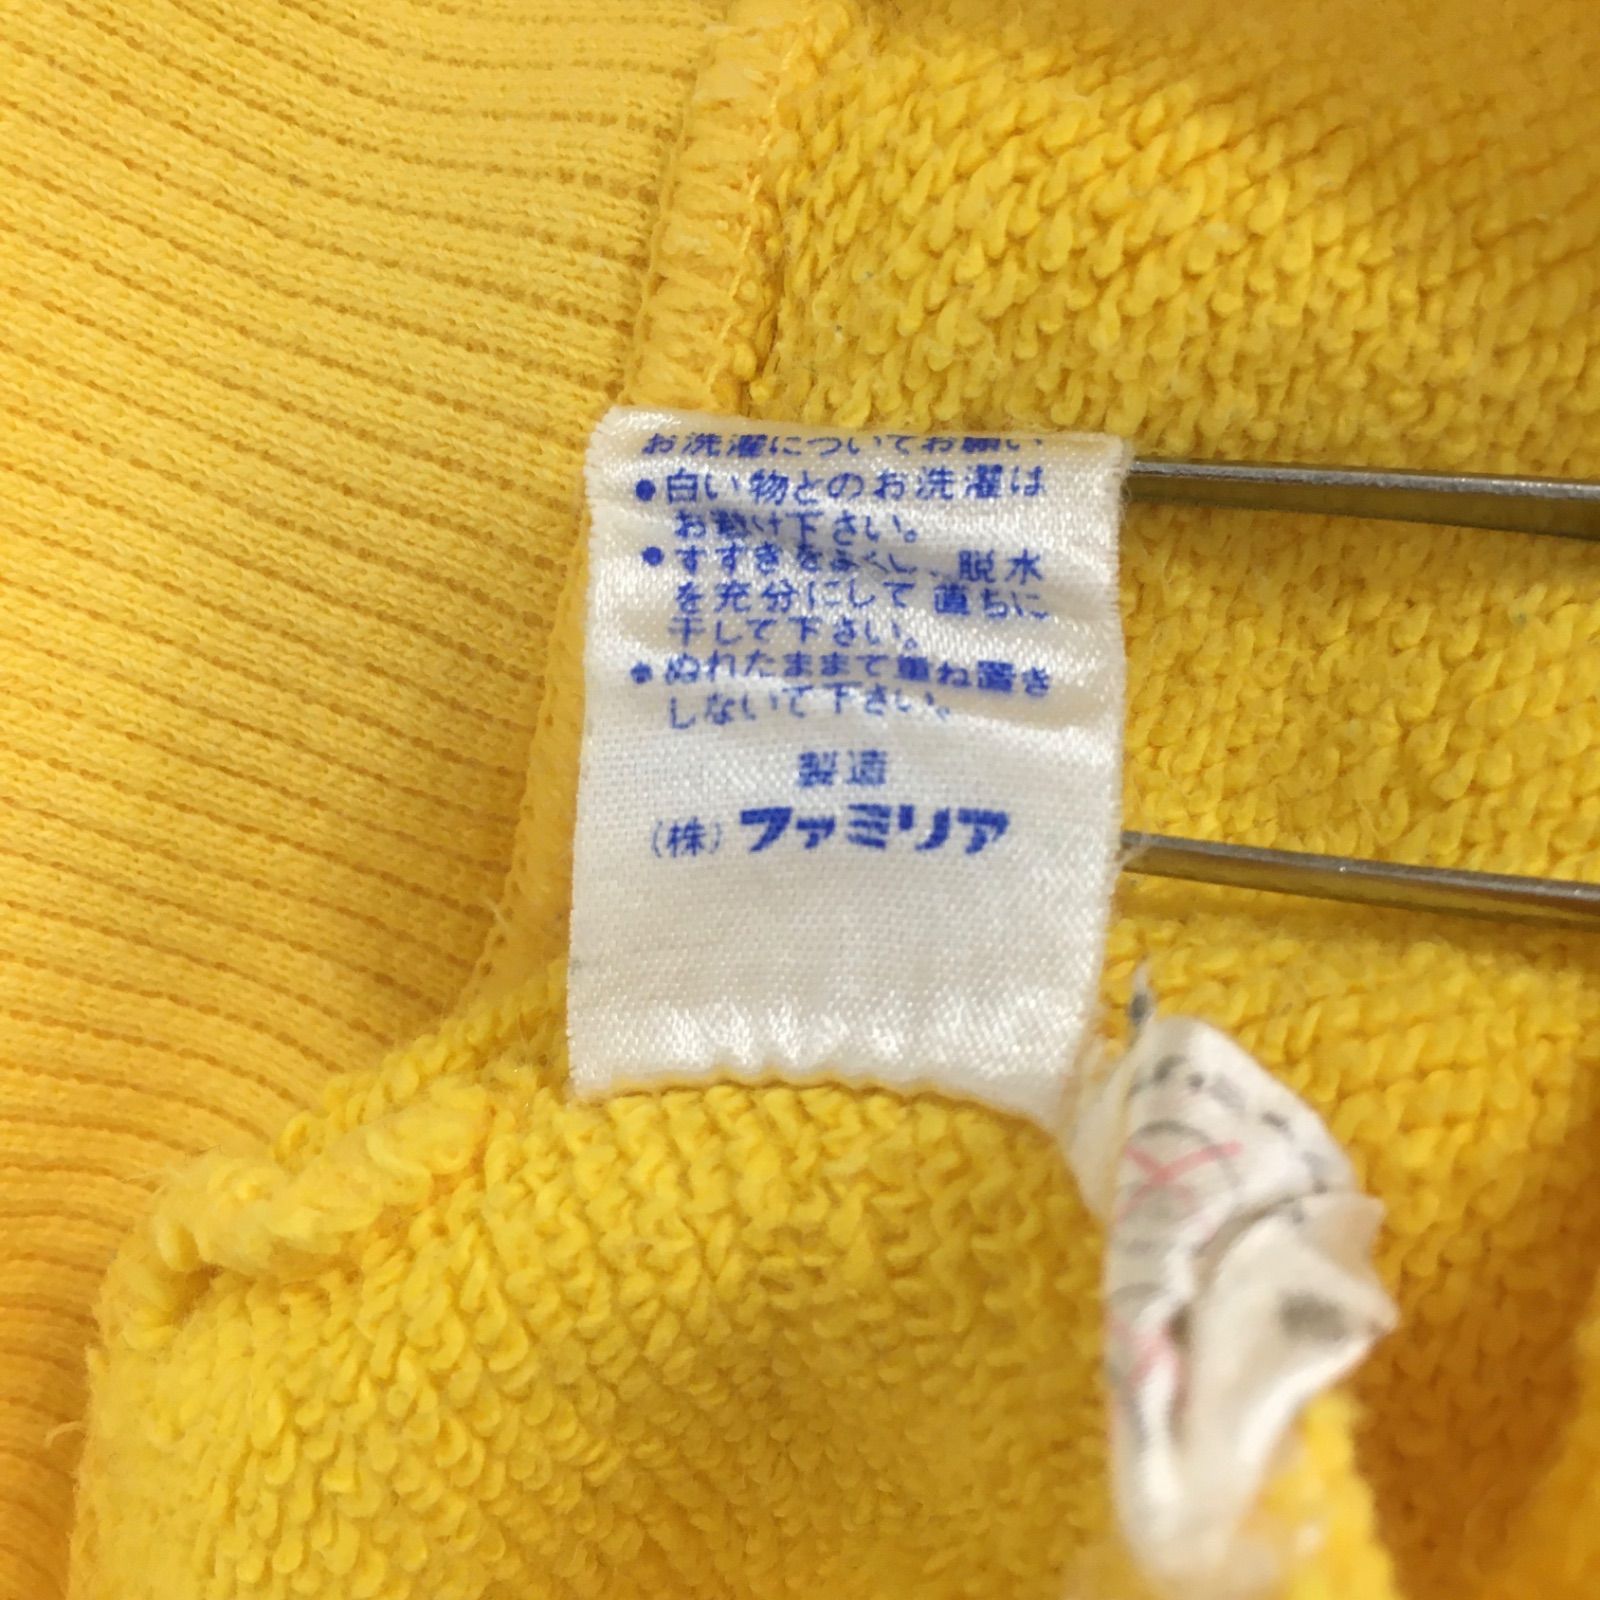 お洗濯についてお願い
●白い物とのお洗濯は
お避け下さい。
●すすぎをよくし、脱水
を充分にして直ちに
干して下さい。
●ぬれたままで重ね置き
しないで下さい。
製造
(株)ファミリア